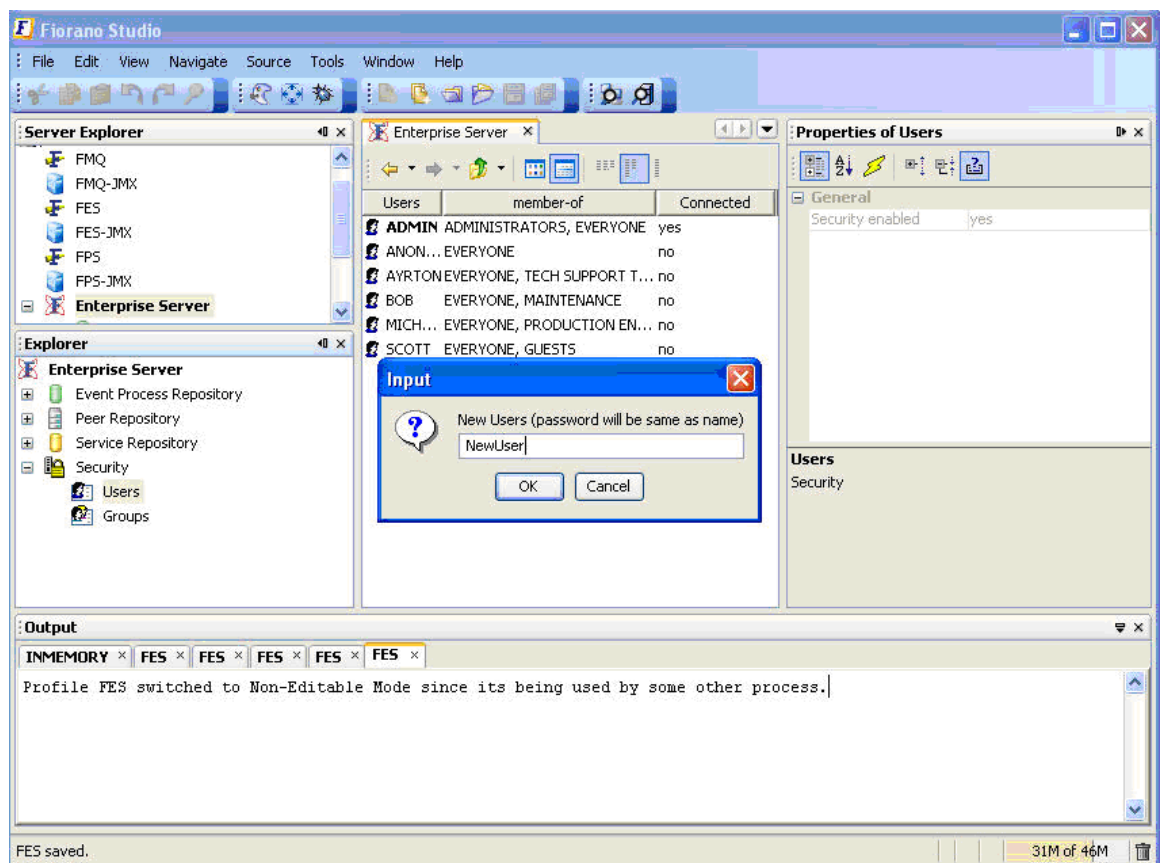 Fiorano Studio
File Edit View Navigate Source Tools Window Help
Server Explorer
FMQ
FMQ-JMX
FES
FES-JMX
FPS
FPS-JMX
Enterprise Server
Explorer
Enterprise Server
Event Process Repository
Peer Repository
Service Repository
Security
Users
Groups
Enterprise Server
Users member-of Connected
ADMIN ADMINISTRATORS, EVERYONE yes
ANON... EVERYONE no
AYRTON EVERYONE, TECH SUPPORT T... no
BOB EVERYONE, MAINTENANCE no
MICH... EVERYONE, PRODUCTION EN... no
SCOTT EVERYONE, GUESTS no
Input
New Users (password will be same as name)
NewUser
OK Cancel
Properties of Users
General
Security enabled yes
Users
Security
Output
INMEMORY FES FES FES FES FES
Profile FES switched to Non-Editable Mode since its being used by some other process.
FES saved.
31M of 46M